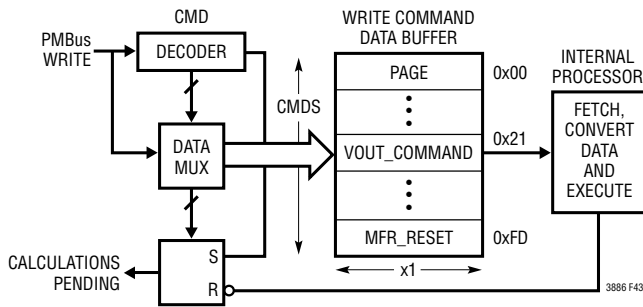 CMD
PMBus
WRITE
DECODER
DATA
MUX
CMDS
S
R
CALCULATIONS
PENDING
WRITE COMMAND
DATA BUFFER
PAGE
0x00
VOUT_COMMAND
0x21
MFR_RESET
0xFD
x1
INTERNAL
PROCESSOR
FETCH,
CONVERT
DATA
AND
EXECUTE
3886 F43